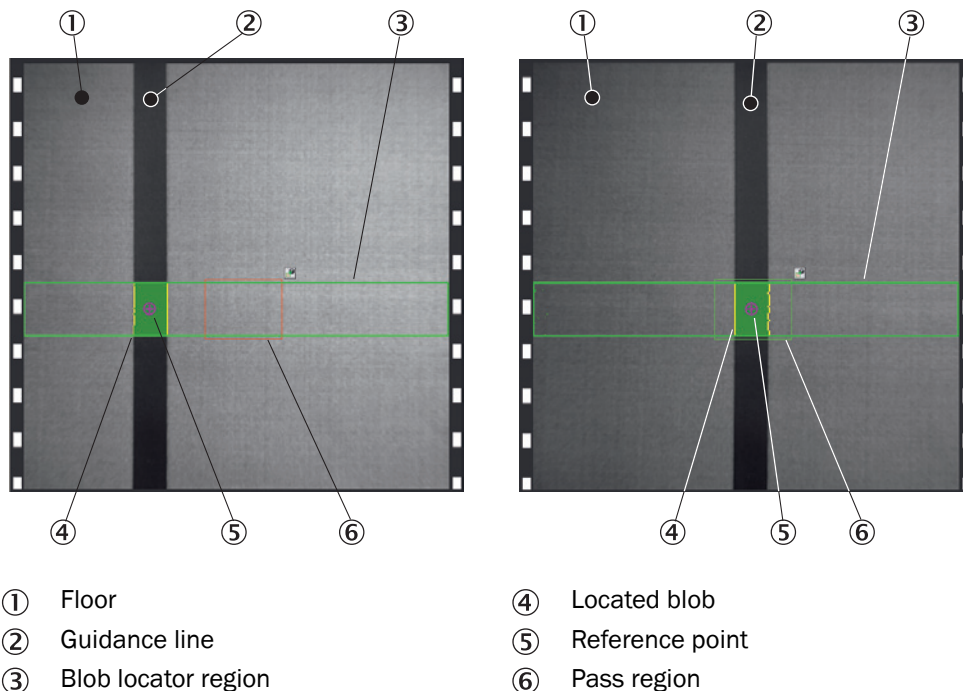 ① ② ③ ① ② ③
④ ⑤ ⑥ ④ ⑤ ⑥
① Floor ④ Located blob
② Guidance line ⑤ Reference point
③ Blob locator region ⑥ Pass region